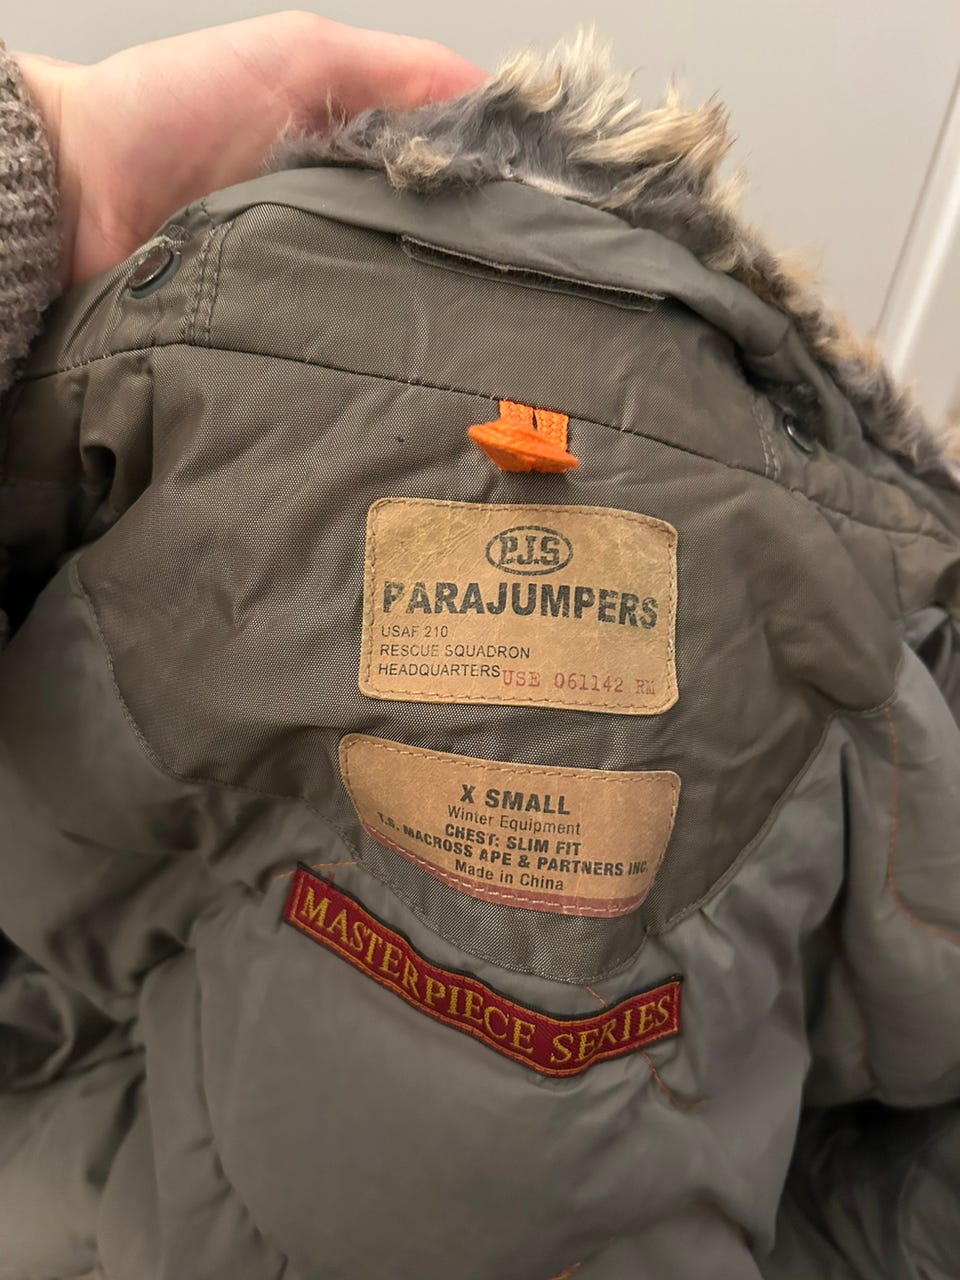 P.J.S.
PARAJUMPERS
USAF 210
RESCUE SQUADRON
HEADQUARTERS USE 061142 RM
X SMALL
Winter Equipment
CHEST: SLIM FIT
T.S. MACROSS APE & PARTNERS INC.
Made in China
MASTERPIECE SERIES